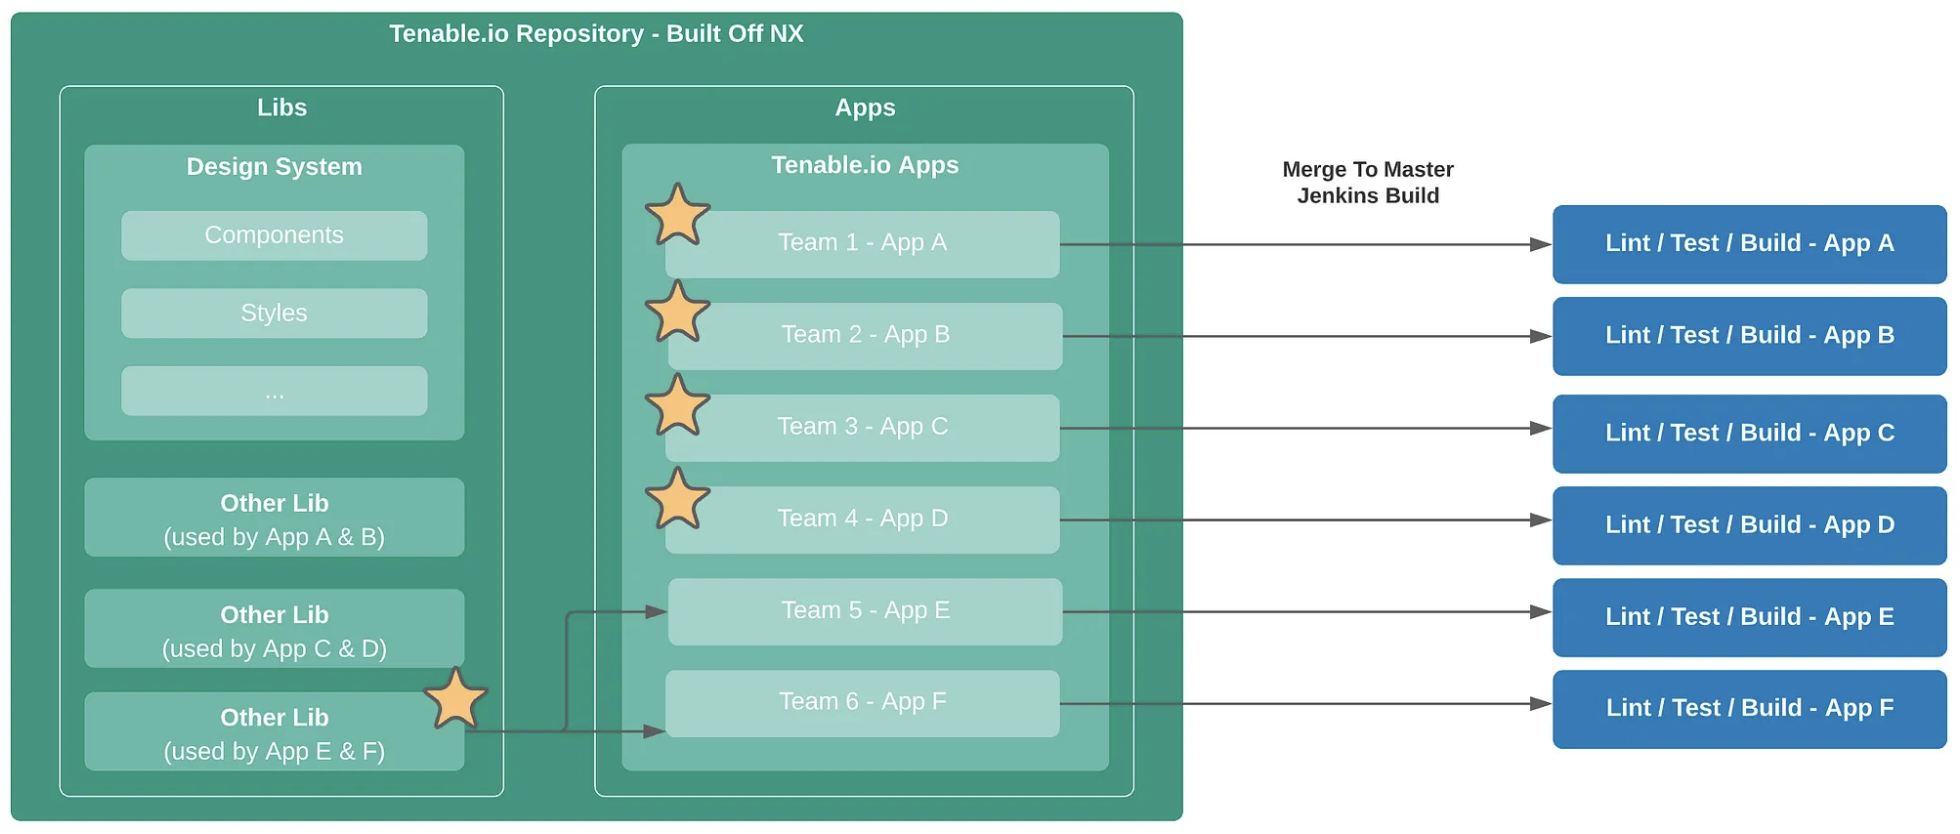 Tenable.io Repository - Built Off NX
Libs
Design System
Components
Styles
...
Other Lib
(used by App A & B)
Other Lib
(used by App C & D)
Other Lib
(used by App E & F)
Apps
Tenable.io Apps
Team 1 - App A
Team 2 - App B
Team 3 - App C
Team 4 - App D
Team 5 - App E
Team 6 - App F
Merge To Master
Jenkins Build
Lint / Test / Build - App A
Lint / Test / Build - App B
Lint / Test / Build - App C
Lint / Test / Build - App D
Lint / Test / Build - App E
Lint / Test / Build - App F